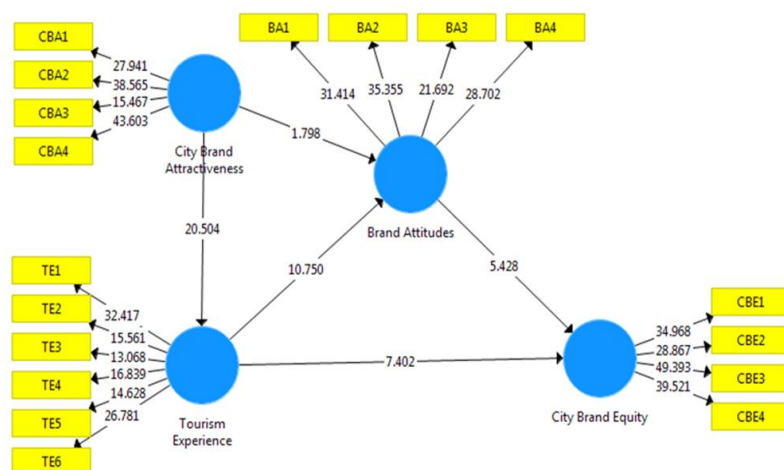 CBA1
CBA2
CBA3
CBA4
27.941
38.565
15.467
43.603
City Brand
Attractiveness
BA1
BA2
BA3
BA4
31.414
35.355
21.692
28.702
1.798
Brand Attitudes
20.504
10.750
5.428
7.402
TE1
TE2
TE3
TE4
TE5
TE6
32.417
15.561
13.068
16.839
14.628
26.781
Tourism
Experience
City Brand Equity
34.968
28.867
49.393
39.521
CBE1
CBE2
CBE3
CBE4